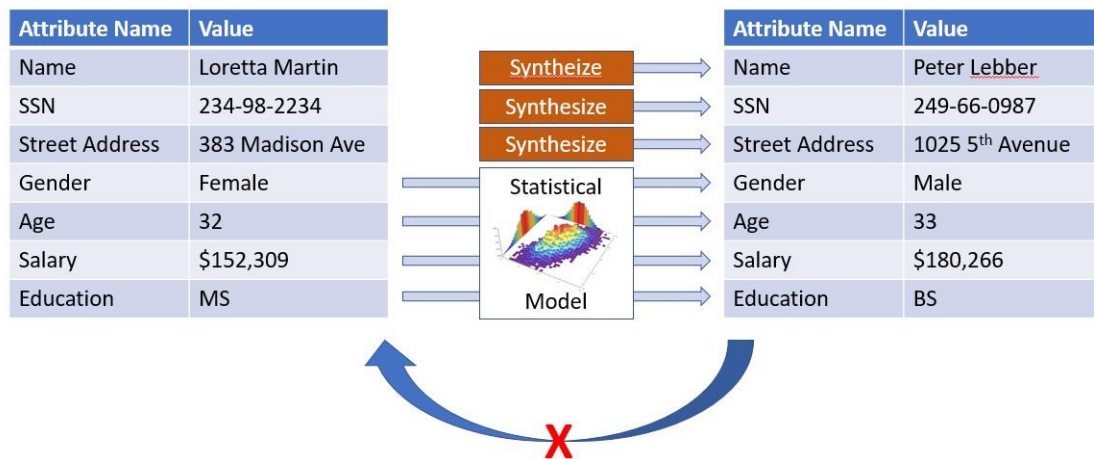 Attribute Name Value
Name Loretta Martin
SSN 234-98-2234
Street Address 383 Madison Ave
Gender Female
Age 32
Salary $152,309
Education MS
Syntheize
Synthesize
Synthesize
Statistical
Model
Attribute Name Value
Name Peter Lebber
SSN 249-66-0987
Street Address 1025 5th Avenue
Gender Male
Age 33
Salary $180,266
Education BS
X